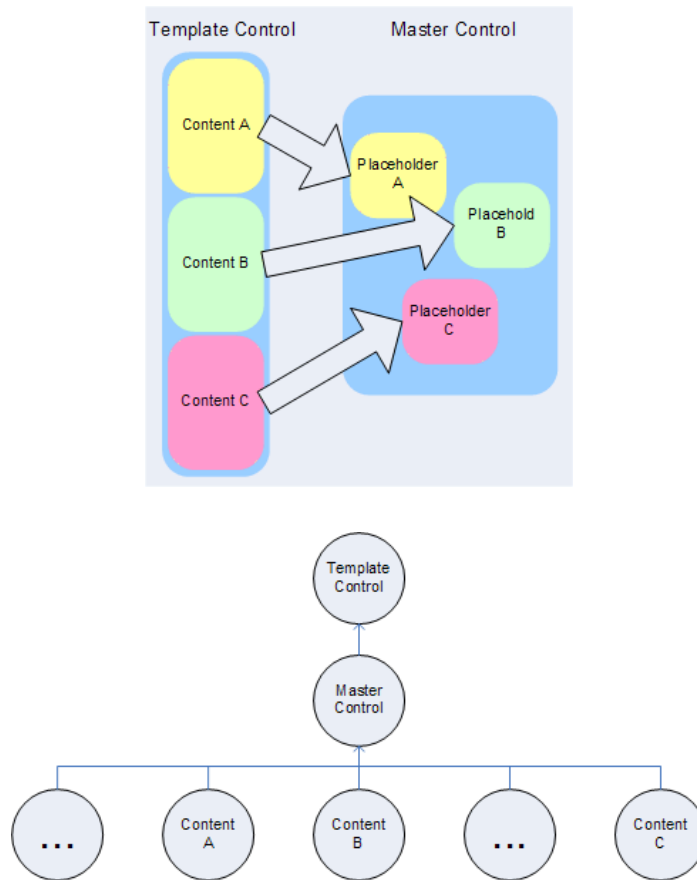 Template Control
Master Control
Content A
Placeholder
A
Placehold
B
Content B
Placeholder
C
Content C
Template
Control
Master
Control
...
Content
A
Content
B
...
Content
C